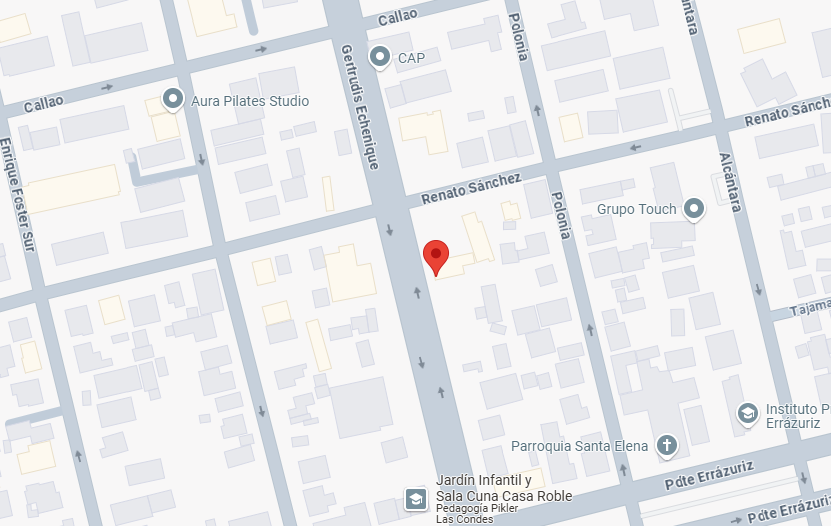 Callao
Polonia
ántara
Gertrudis Echenique
CAP
Callao
Aura Pilates Studio
Renato Sánch
Enrique Foster Sur
Renato Sánchez
Alcántara
Polonia
Grupo Touch
Tajama
Instituto P
Errázuriz
Parroquia Santa Elena
Pdte Errázuriz
Jardín Infantil y
Sala Cuna Casa Roble
Pedagogía Pikler
Las Condes
Pdte Errázuriz